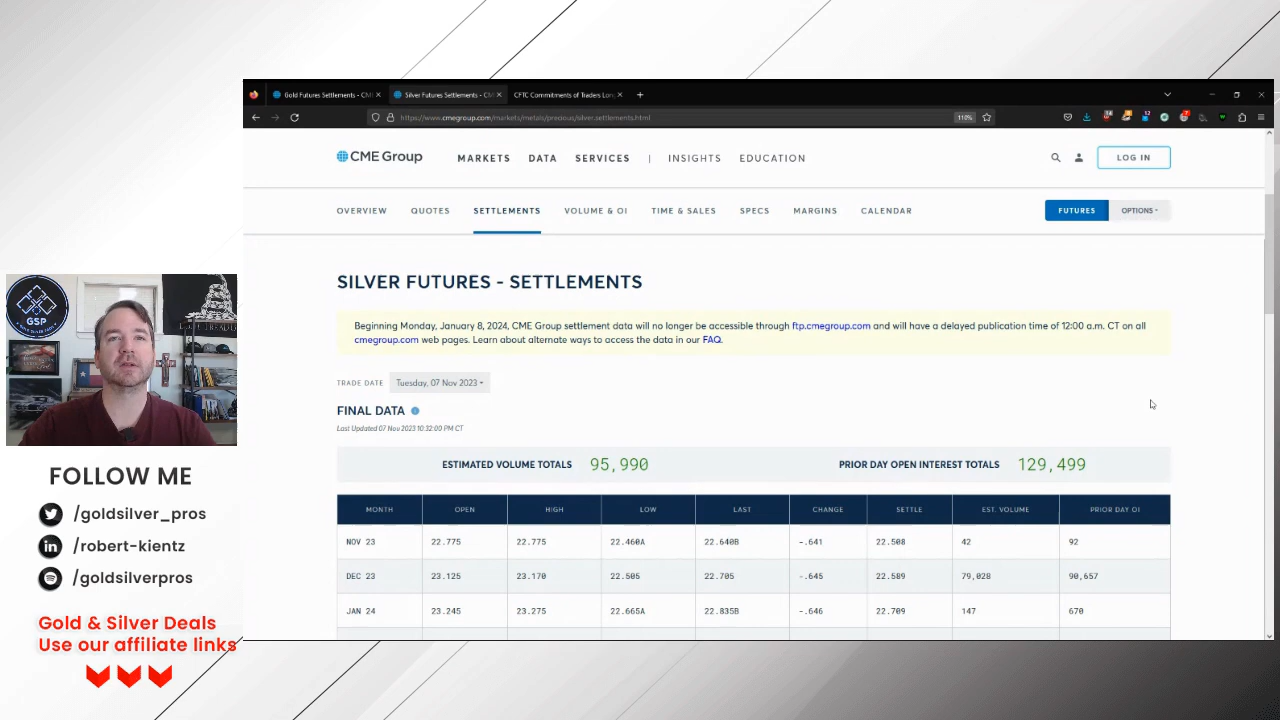 Gold Futures Settlements - CM
Silver Futures Settlements - CM
CFTC Commitments of Traders Lon
https://www.cmegroup.com/markets/metals/precious/silver.settlements.html
110%
CME Group
MARKETS DATA SERVICES | INSIGHTS EDUCATION
LOG IN
OVERVIEW QUOTES SETTLEMENTS VOLUME & OI TIME & SALES SPECS MARGINS CALENDAR
FUTURES OPTIONS
SILVER FUTURES - SETTLEMENTS
Beginning Monday, January 8, 2024, CME Group settlement data will no longer be accessible through ftp.cmegroup.com and will have a delayed publication time of 12:00 a.m. CT on all
cmegroup.com web pages. Learn about alternate ways to access the data in our FAQ.
TRADE DATE Tuesday, 07 Nov 2023
FINAL DATA
Last Updated 07 Nov 2023 10:32:00 PM CT
ESTIMATED VOLUME TOTALS 95,990 PRIOR DAY OPEN INTEREST TOTALS 129,499
MONTH OPEN HIGH LOW LAST CHANGE SETTLE EST. VOLUME PRIOR DAY OI
NOV 23 22.775 22.775 22.460A 22.640B -.641 22.508 42 92
DEC 23 23.125 23.170 22.505 22.705 -.645 22.589 79,028 90,657
JAN 24 23.245 23.275 22.665A 22.835B -.646 22.709 147 670
GSP
FOLLOW ME
/goldsilver_pros
/robert-kientz
/goldsilverpros
Gold & Silver Deals
Use our affiliate links